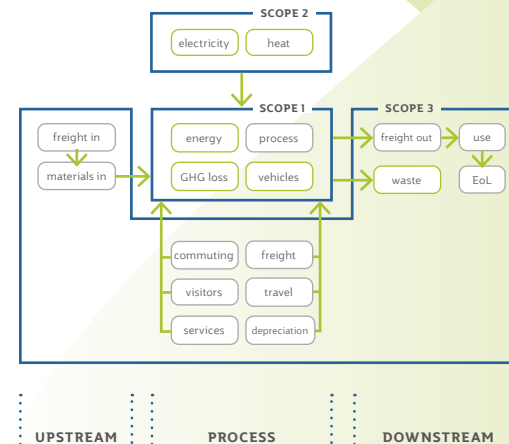 SCOPE 2
electricity heat
SCOPE 1 SCOPE 3
freight in energy process freight out use
materials in GHG loss vehicles waste EoL
commuting freight
visitors travel
services depreciation
UPSTREAM PROCESS DOWNSTREAM